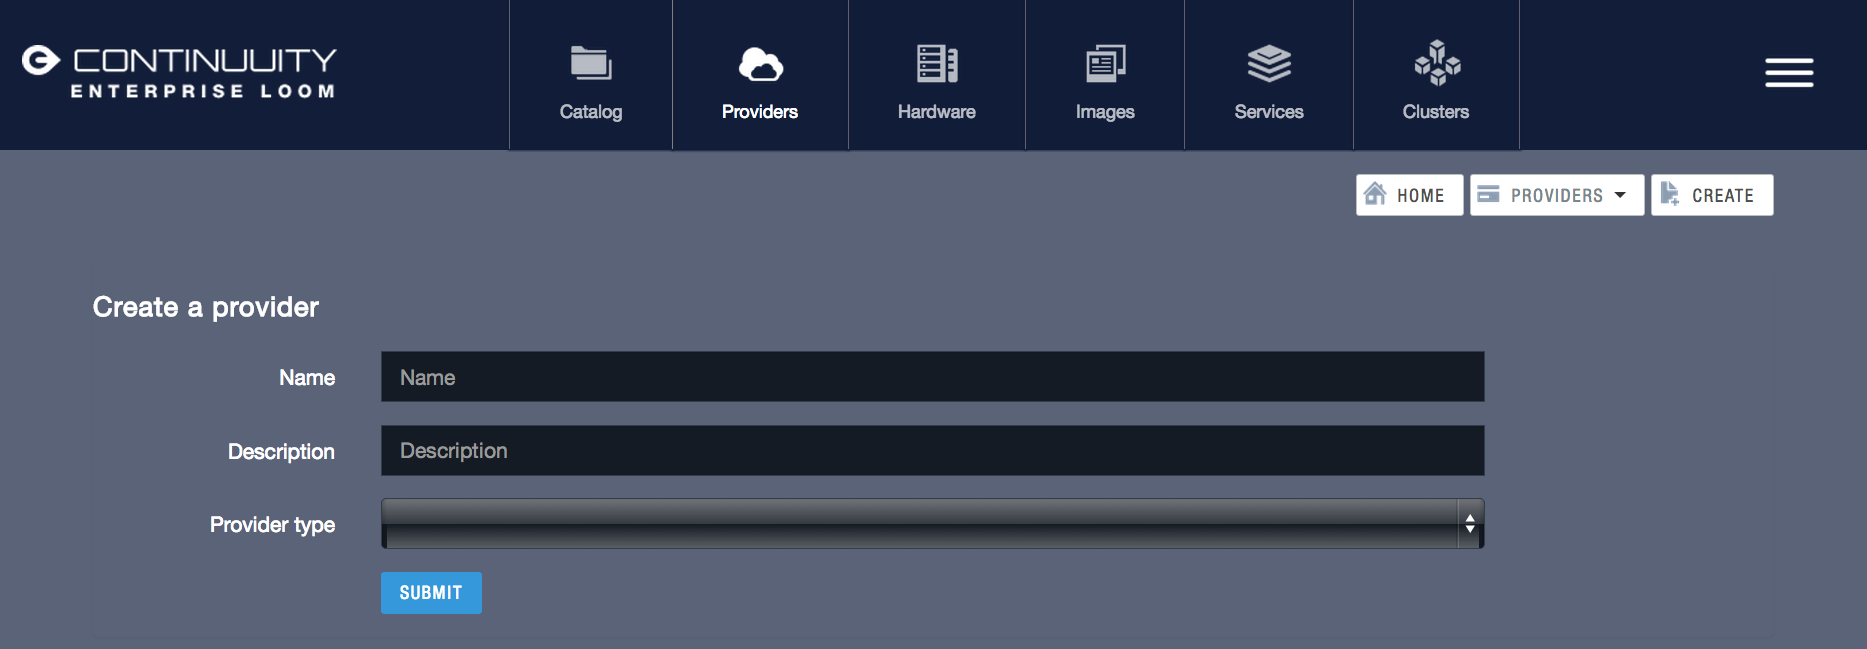 CONTINUUITY
ENTERPRISE LOOM
Catalog
Providers
Hardware
Images
Services
Clusters
HOME
PROVIDERS
CREATE
Create a provider
Name
Name
Description
Description
Provider type
SUBMIT